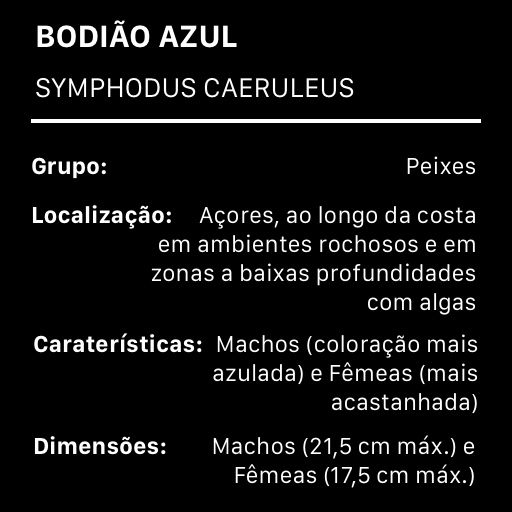 BODIÃO AZUL
SYMPHODUS CAERULEUS
Grupo: Peixes
Localização: Açores, ao longo da costa
em ambientes rochosos e em
zonas a baixas profundidades
com algas
Caraterísticas: Machos (coloração mais
azulada) e Fêmeas (mais
acastanhada)
Dimensões: Machos (21,5 cm máx.) e
Fêmeas (17,5 cm máx.)